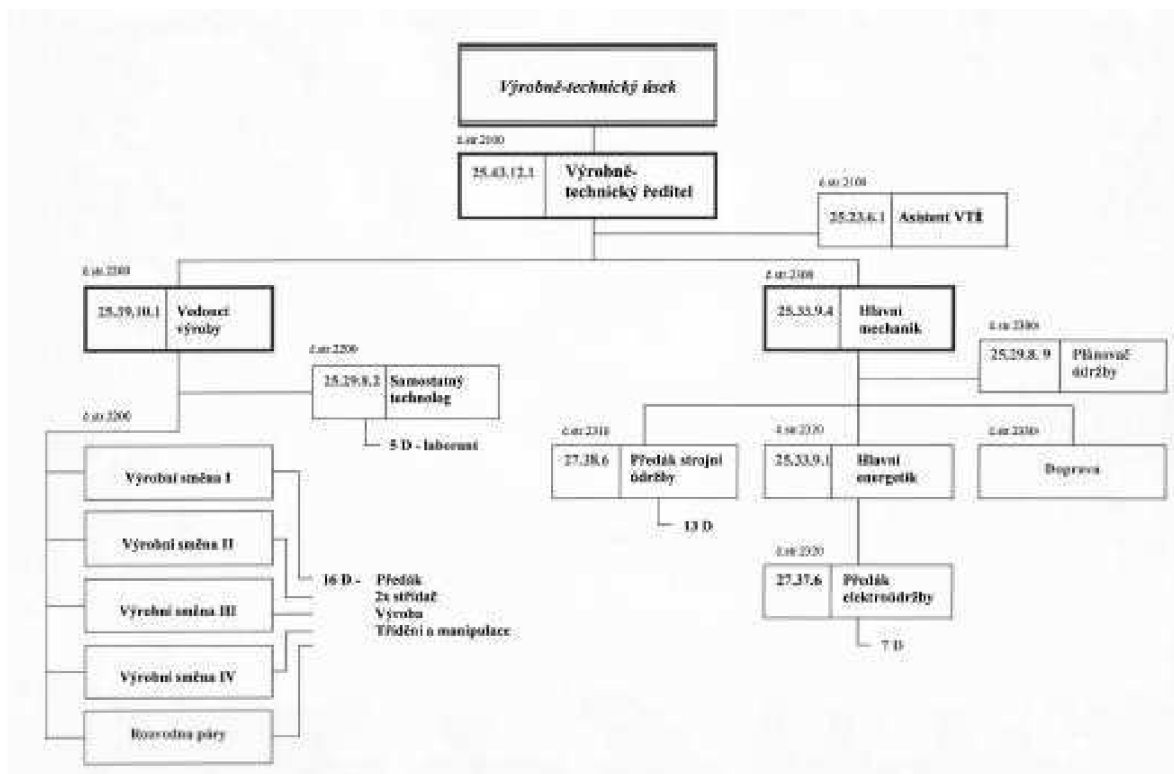 Výrobně-technický úsek
č.str.2100
25.43.12.1
Výrobně-
technický ředitel
č.str.2100
25.23.6.1
Asistent VTŘ
č.str.2200
25.39.10.1
Vedoucí
výroby
č.str.2300
25.33.9.4
Hlavní
mechanik
č.str.2200
25.29.8.2
Samostatný
technolog
5 D - laborant
č.str.2300
25.29.8. 9
Plánovač
údržby
č.str.2200
Výrobní směna I
Výrobní směna II
Výrobní směna III
Výrobní směna IV
Rozvodna páry
16 D -
Předák
2x střídač
Výroba
Třídění a manipulace
č.str.2310
27.38.6
Předák strojní
údržby
13 D
č.str.2320
25.33.9.1
Hlavní
energetik
č.str.2330
Doprava
č.str.2320
27.37.6
Předák
elektroúdržby
7 D